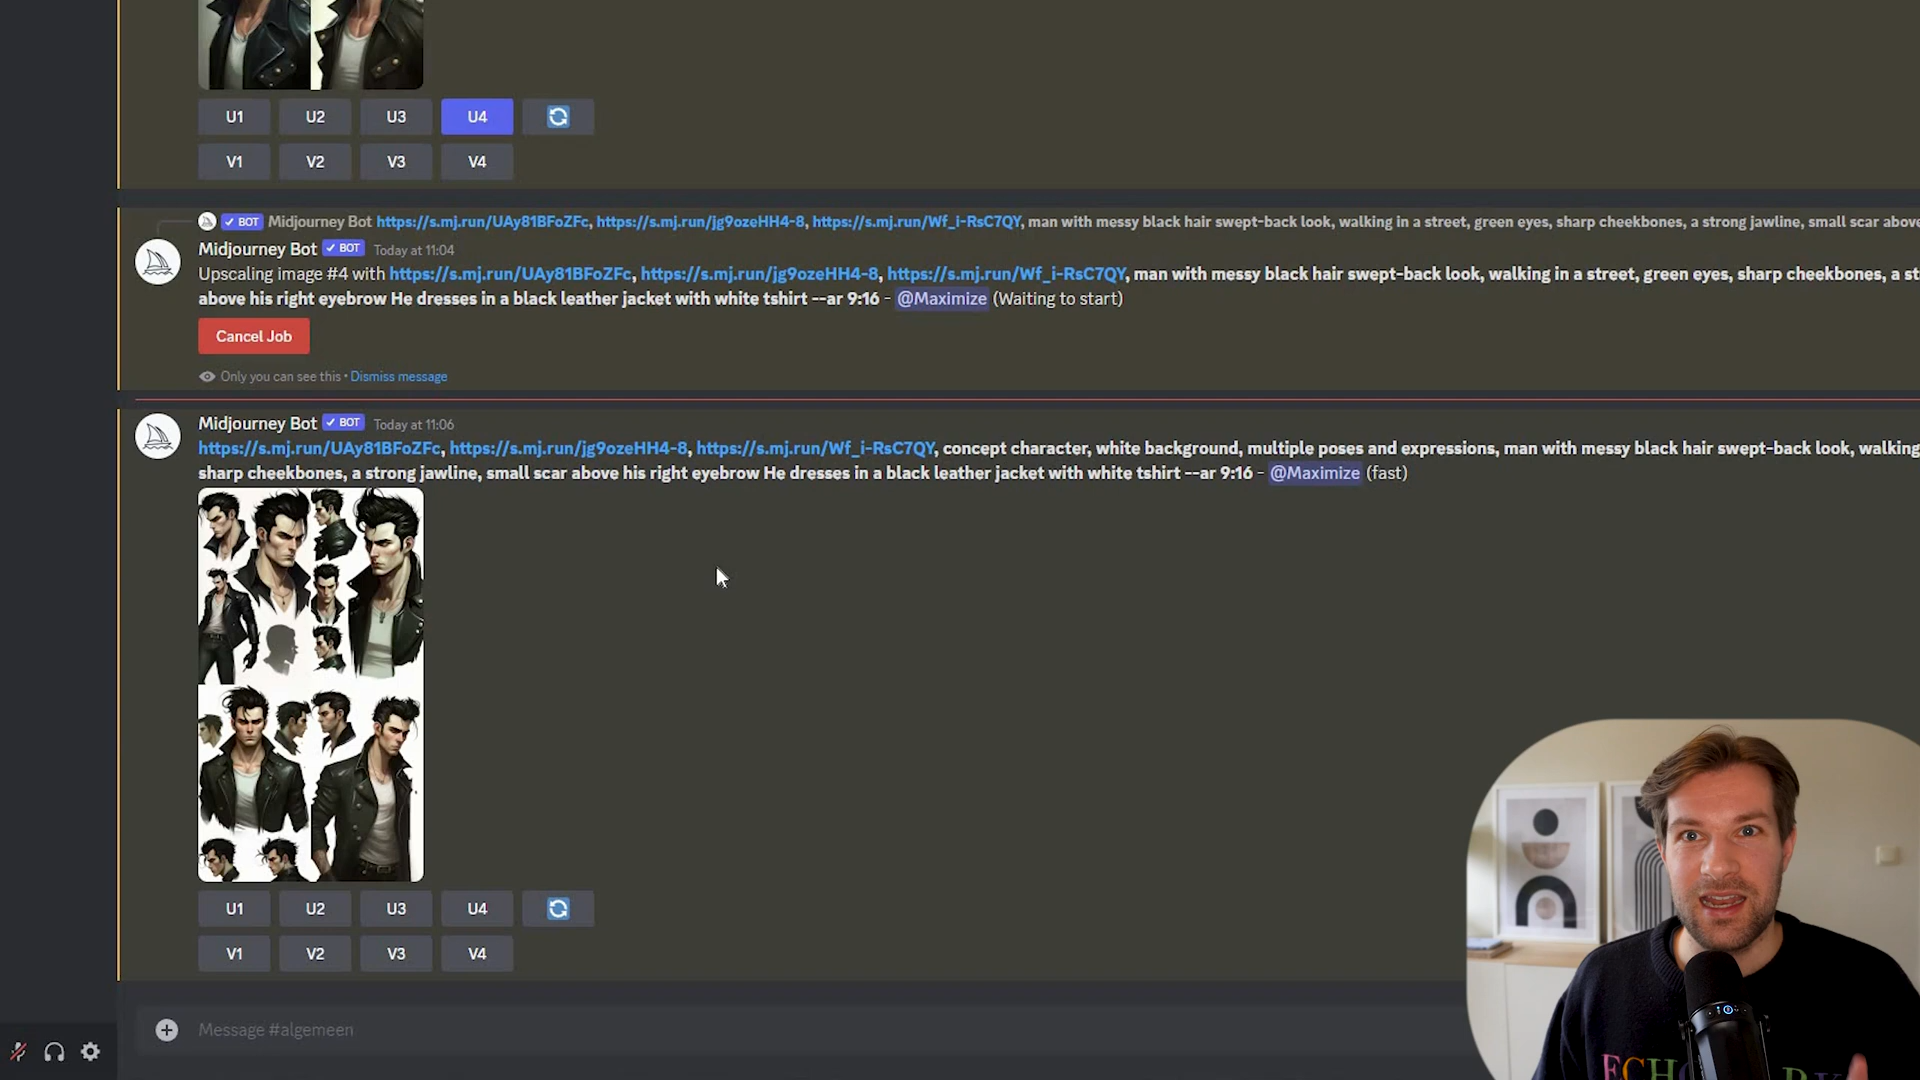 U1 U2 U3 U4
V1 V2 V3 V4
BOT Midjourney Bot https://s.mj.run/UAy81BFoZFc, https://s.mj.run/jg9ozeHH4-8, https://s.mj.run/Wf_i-RsC7QY, man with messy black hair swept-back look, walking in a street, green eyes, sharp cheekbones, a strong jawline, small scar above
Midjourney Bot BOT Today at 11:04
Upscaling image #4 with https://s.mj.run/UAy81BFoZFc, https://s.mj.run/jg9ozeHH4-8, https://s.mj.run/Wf_i-RsC7QY, man with messy black hair swept-back look, walking in a street, green eyes, sharp cheekbones, a st
above his right eyebrow He dresses in a black leather jacket with white tshirt --ar 9:16 - @Maximize (Waiting to start)
Cancel Job
Only you can see this • Dismiss message
Midjourney Bot BOT Today at 11:06
https://s.mj.run/UAy81BFoZFc, https://s.mj.run/jg9ozeHH4-8, https://s.mj.run/Wf_i-RsC7QY, concept character, white background, multiple poses and expressions, man with messy black hair swept-back look, walking
sharp cheekbones, a strong jawline, small scar above his right eyebrow He dresses in a black leather jacket with white tshirt --ar 9:16 - @Maximize (fast)
U1 U2 U3 U4
V1 V2 V3 V4
Message #algemeen